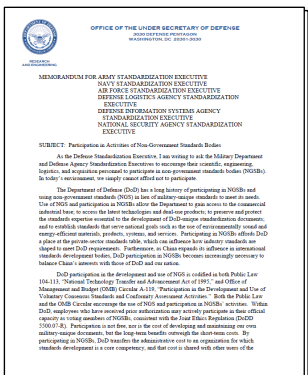 OFFICE OF THE UNDER SECRETARY OF DEFENSE
3030 DEFENSE PENTAGON
WASHINGTON, DC 20301-3030
RESEARCH
AND ENGINEERING
MEMORANDUM FOR ARMY STANDARDIZATION EXECUTIVE
NAVY STANDARDIZATION EXECUTIVE
AIR FORCE STANDARDIZATION EXECUTIVE
DEFENSE LOGISTICS AGENCY STANDARDIZATION
EXECUTIVE
DEFENSE INFORMATION SYSTEMS AGENCY
STANDARDIZATION EXECUTIVE
NATIONAL SECURITY AGENCY STANDARDIZATION
EXECUTIVE
SUBJECT: Participation in Activities of Non-Government Standards Bodies
As the Defense Standardization Executive, I am writing to ask the Military Department
and Defense Agency Standardization Executives to encourage their scientific, engineering,
logistics, and acquisition personnel to participate in non-government standards bodies (NGSBs).
In today's environment, we simply cannot afford not to participate.
The Department of Defense (DoD) has a long history of participating in NGSBs and
using non-government standards (NGS) in lieu of military-unique standards to meet its needs.
Use of NGS and participation in NGSBs allow the Department to gain access to the commercial
industrial base; to access the latest technologies and dual-use products; to preserve and protect
the standards expertise essential to the development of DoD-unique standardization documents;
and to establish standards that serve national goals such as the use of environmentally sound and
energy-efficient materials, products, systems, and services. Participating in NGSBs affords DoD
a place at the private-sector standards table, which can influence how industry standards are
shaped to meet DoD requirements. Furthermore, as China expands its influence in international
standards development bodies, DoD participation in NGSBs becomes increasingly necessary to
balance China's interests with those of DoD and our nation.
DoD participation in the development and use of NGS is codified in both Public Law
104-113, "National Technology Transfer and Advancement Act of 1995," and Office of
Management and Budget (OMB) Circular A-119, "Participation in the Development and Use of
Voluntary Consensus Standards and Conformity Assessment Activities." Both the Public Law
and the OMB Circular encourage the use of NGS and participation in NGSBs' activities. Within
DoD, employees who have received prior authorization may actively participate in their official
capacity as voting members of NGSBs, consistent with the Joint Ethics Regulation (DoDD
5500.07-R). Participation is not free, nor is the cost of developing and maintaining our own
military-unique documents, but the long-term benefits outweigh the short-term costs. By
participating in NGSBs, DoD transfers the administrative cost to an organization for which
standards development is a core competency, and that cost is shared with other users of the